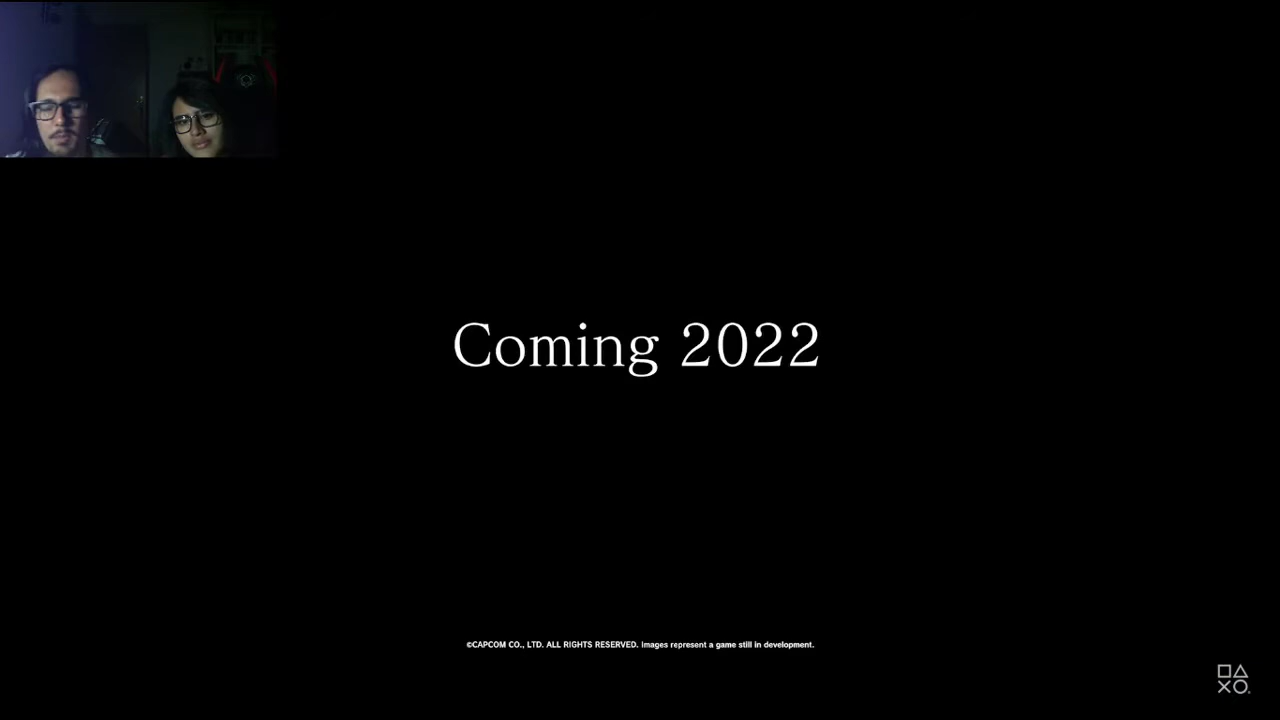 Coming 2022
©CAPCOM CO., LTD. ALL RIGHTS RESERVED. Images represent a game still in development.